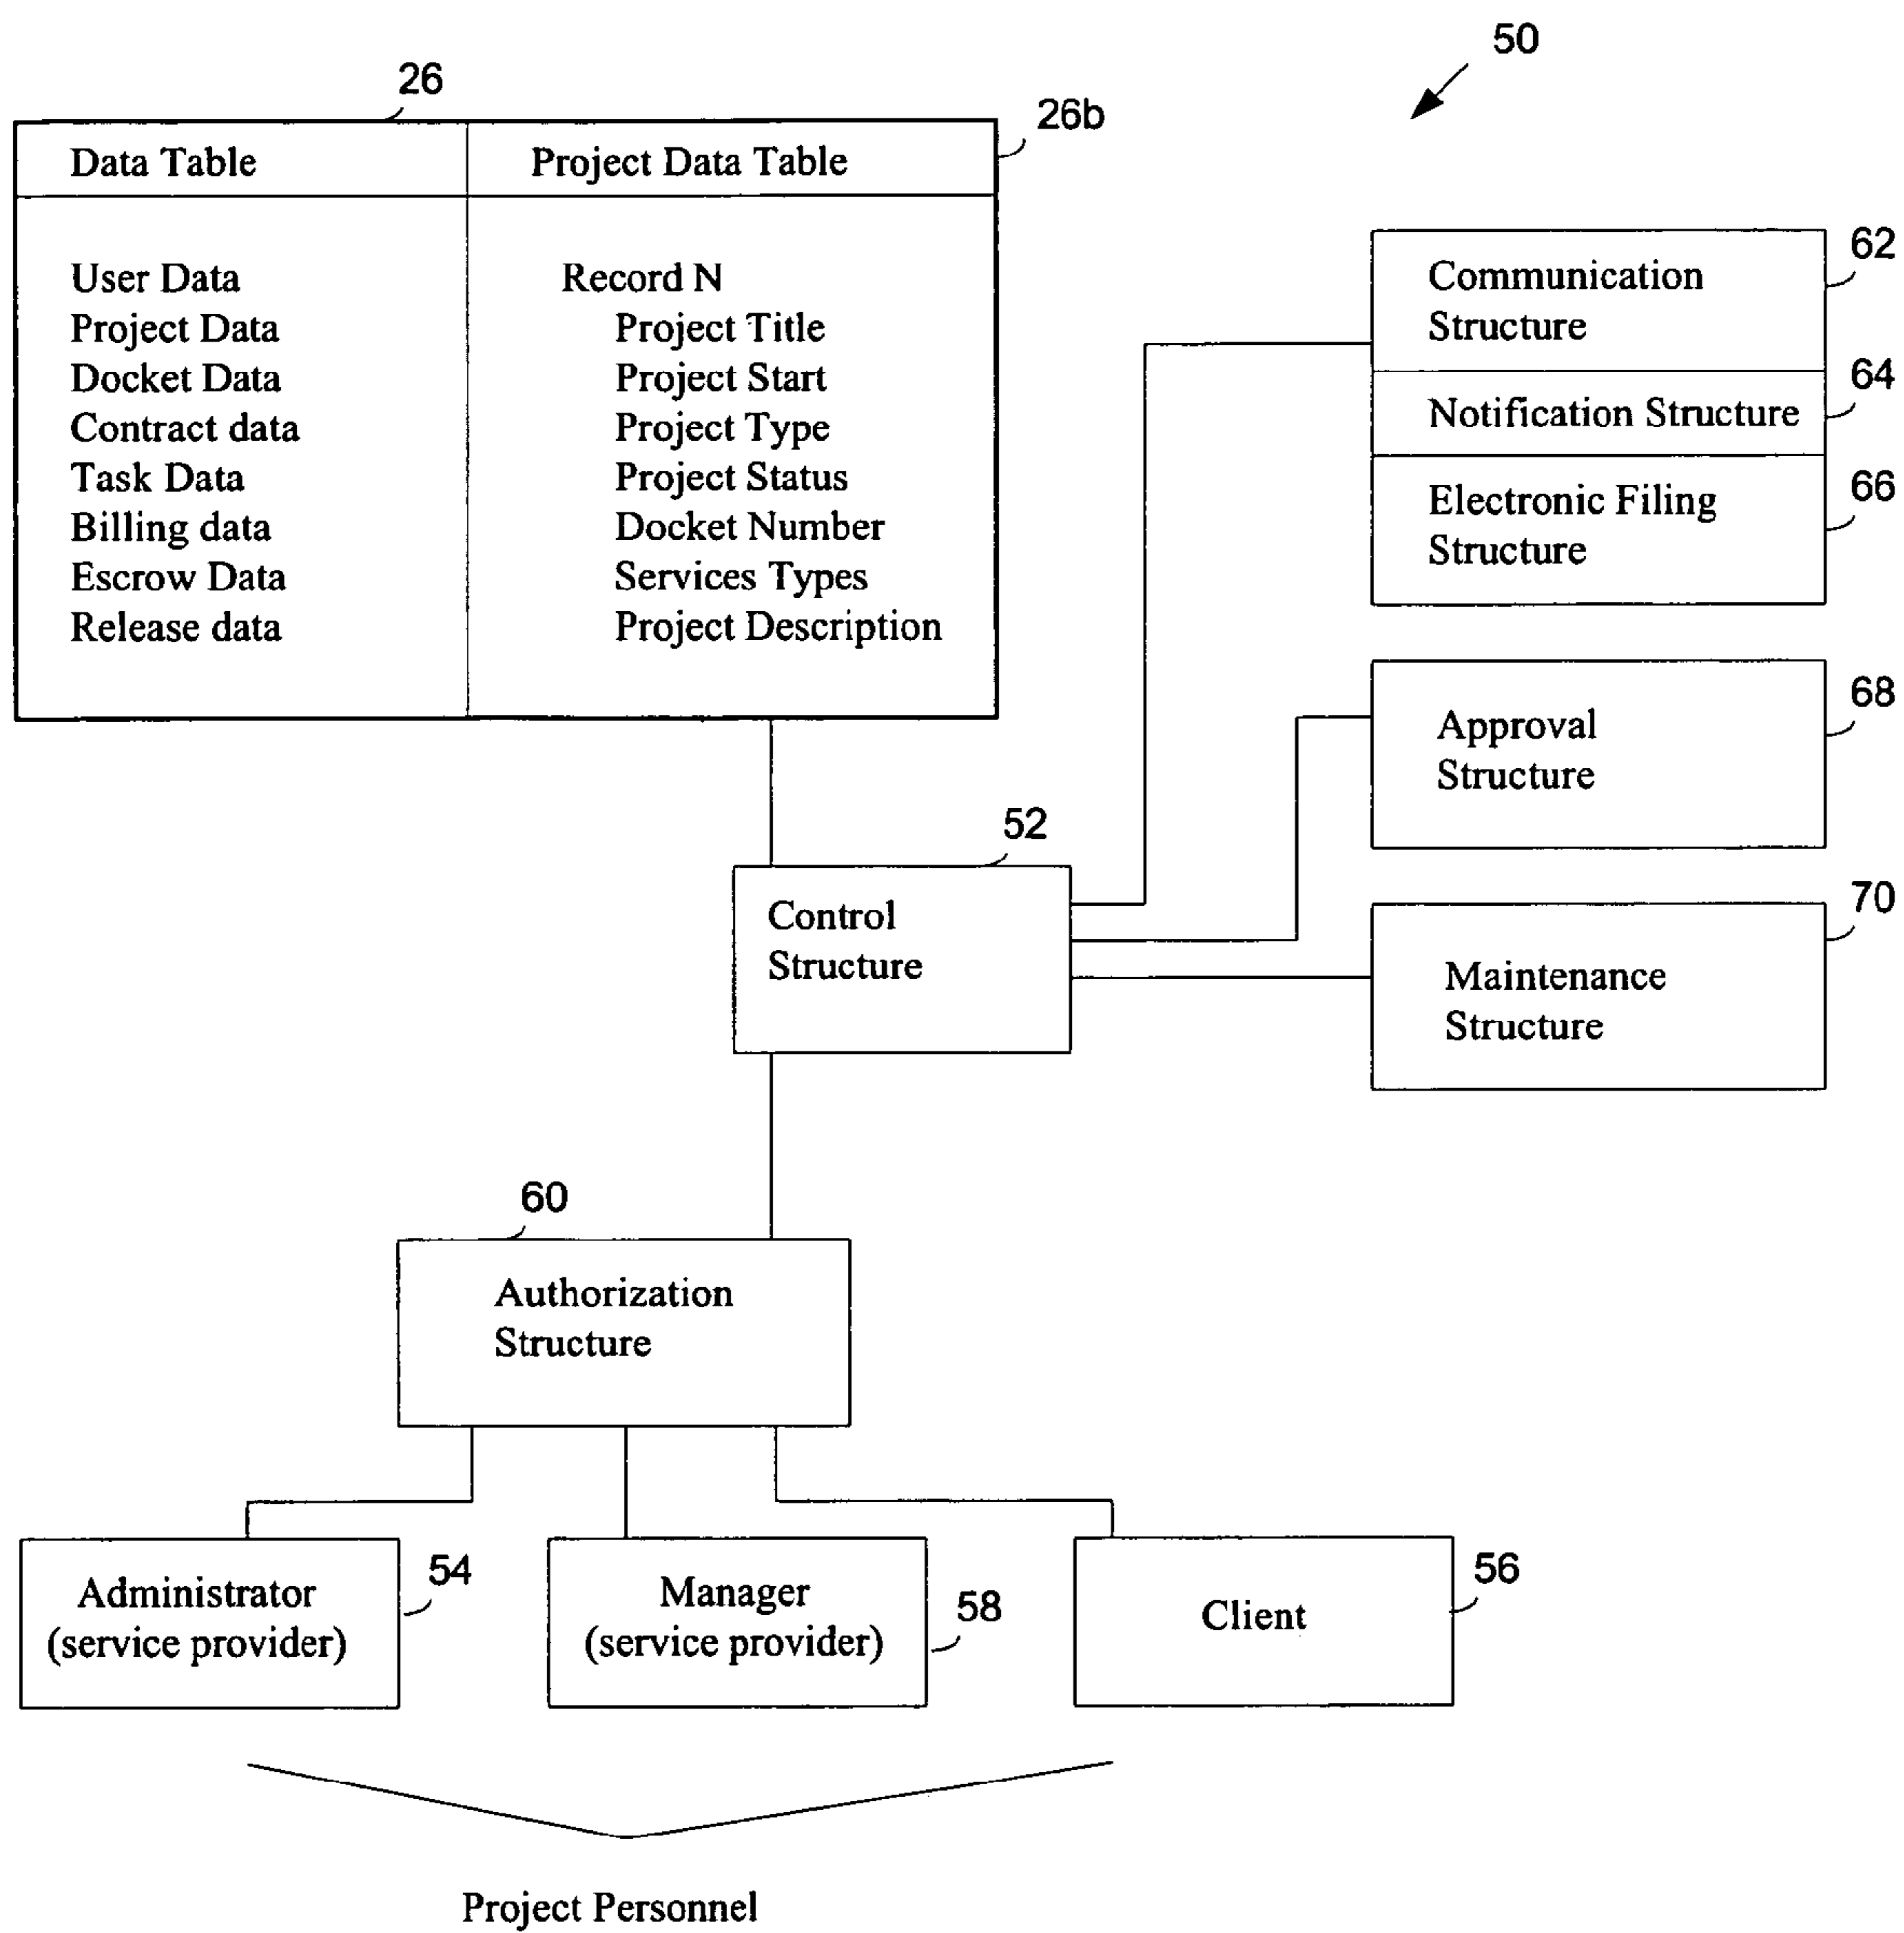 50
26
26b
Data Table
Project Data Table
User Data
Project Data
Docket Data
Contract data
Task Data
Billing data
Escrow Data
Release data
Record N
Project Title
Project Start
Project Type
Project Status
Docket Number
Services Types
Project Description
62
Communication
Structure
64
Notification Structure
66
Electronic Filing
Structure
68
Approval
Structure
52
Control
Structure
70
Maintenance
Structure
60
Authorization
Structure
Administrator
(service provider)
54
Manager
(service provider)
58
Client
56
Project Personnel